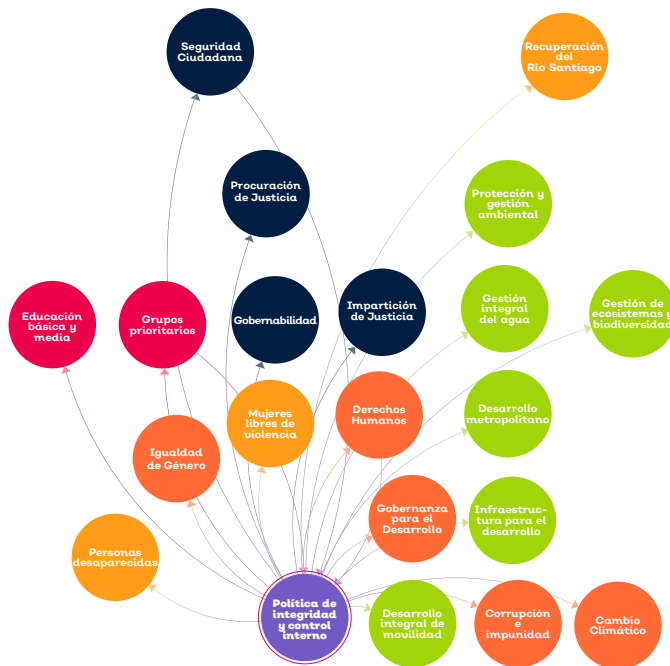 Seguridad
Ciudadana
Recuperación
del
Rio Santiago
Procuración
de Justicia
Protección y
gestión
ambiental
Educación
básica y
media
Grupos
prioritarios
Gobernabilidad
Impartición
de Justicia
Gestión
integral
del agua
Gestión de
ecosistemas y
biodiversidad
Igualdad
de Género
Mujeres
libres de
violencia
Derechos
Humanos
Desarrollo
metropolitano
Personas
desaparecidas
Gobernanza
para el
Desarrollo
Infraestruc-
tura para el
desarrollo
Política de
integridad
y control
interno
Desarrollo
integral de
movilidad
Corrupción
e
impunidad
Cambio
Climático